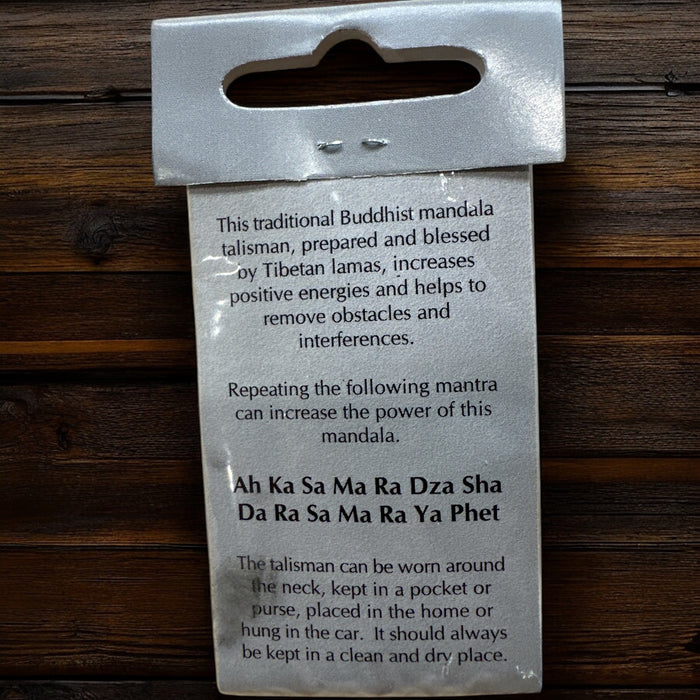 This traditional Buddhist mandala
talisman, prepared and blessed
by Tibetan lamas, increases
positive energies and helps to
remove obstacles and
interferences.
Repeating the following mantra
can increase the power of this
mandala.
Ah Ka Sa Ma Ra Dza Sha
Da Ra Sa Ma Ra Ya Phet
The talisman can be worn around
the neck, kept in a pocket or
purse, placed in the home or
hung in the car. It should always
be kept in a clean and dry place.